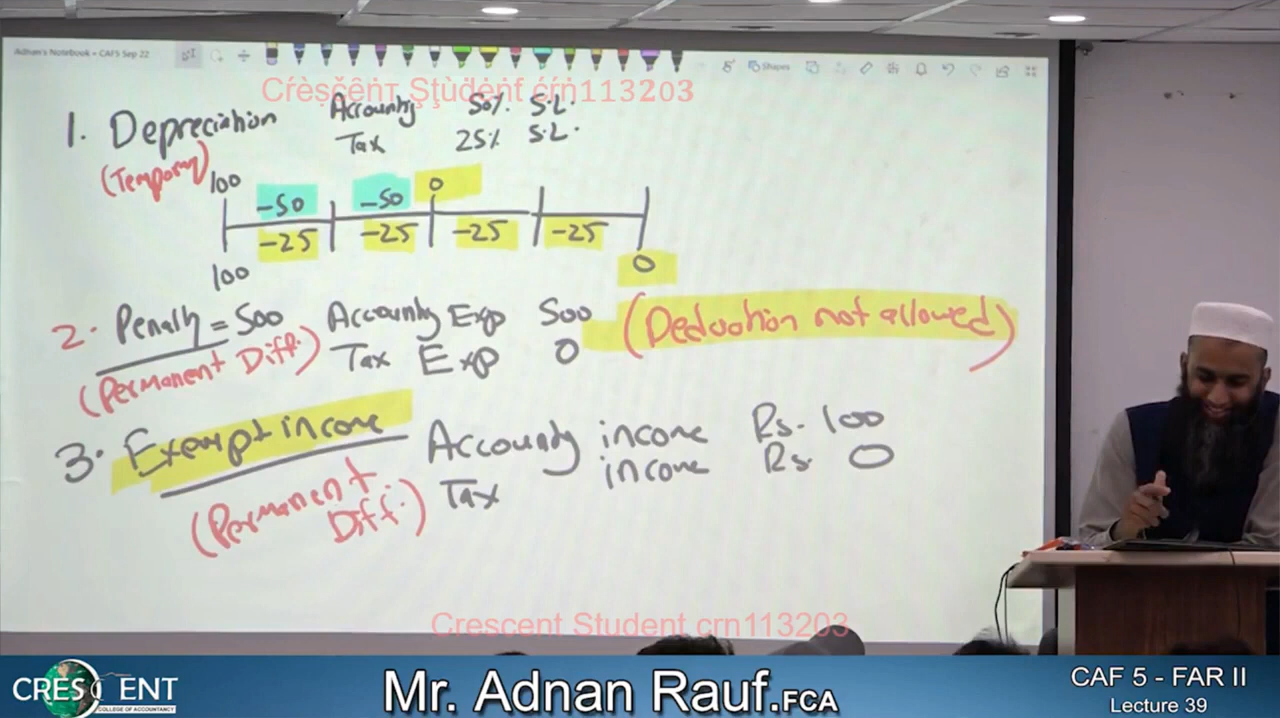 Adnan's Notebook - CAF5 Sep 22
Shapes
Crescent Student crn113203
1. Depreciation Accounty 50% S.L.
(Temporary) Tax 25% S.L.
100 -50 -50 0
-25 -25 -25 -25
100 0
2. Penalty = 500 Accounty Exp 500 (Deduction not allowed)
(Permanent Diff.) Tax Exp 0
3. Exempt income Accounty income Rs. 100
Tax income Rs. 0
(Permanent
Diff.)
Crescent Student crn113203
CRESCENT
COLLEGE OF ACCOUNTANCY
Mr. Adnan Rauf.FCA
CAF 5 - FAR II
Lecture 39